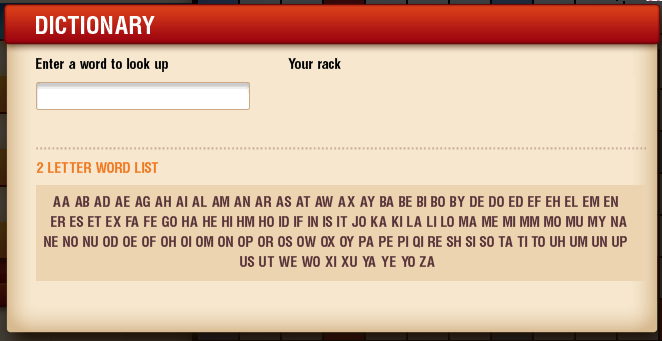 DICTIONARY
Enter a word to look up
Your rack
2 LETTER WORD LIST
AA AB AD AE AG AH AI AL AM AN AR AS AT AW AX AY BA BE BI BO BY DE DO ED EF EH EL EM EN
ER ES ET EX FA FE GO HA HE HI HM HO ID IF IN IS IT JO KA KI LA LI LO MA ME MI MM MO MU MY NA
NE NO NU OD OE OF OH OI OM ON OP OR OS OW OX OY PA PE PI QI RE SH SI SO TA TI TO UH UM UN UP
US UT WE WO XI XU YA YE YO ZA